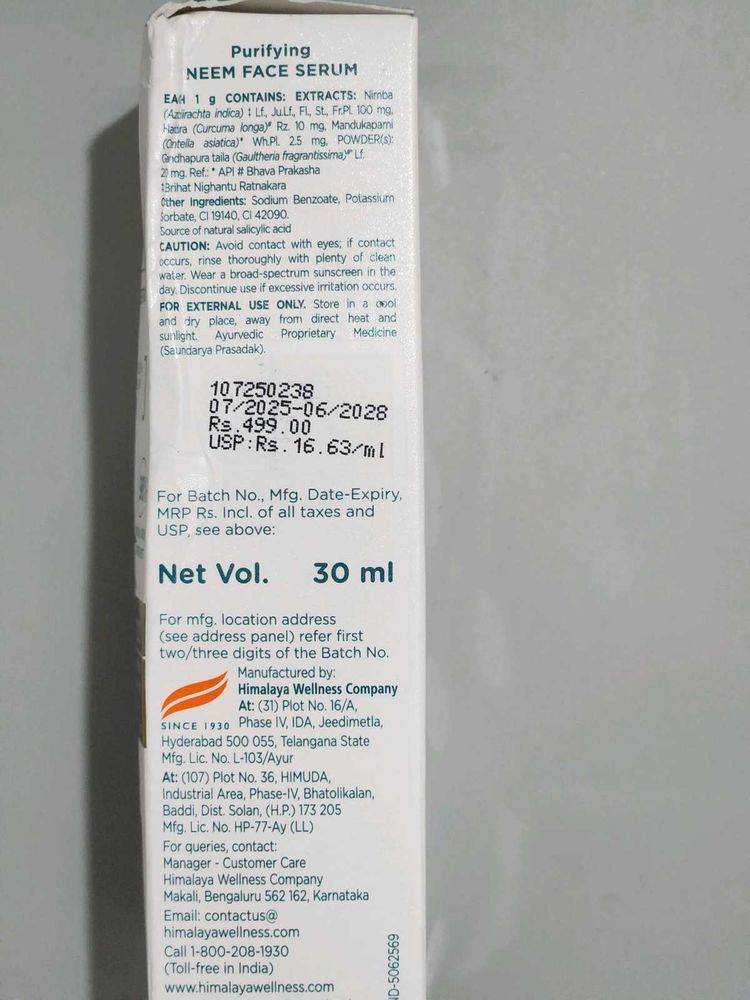 Purifying
NEEM FACE SERUM
EAH 1 g CONTAINS: EXTRACTS: Nimba
(Azdirachta indica) ‡ Lf., Ju.Lf., Fl., St., Fr.Pl. 100 mg,
Haridra (Curcuma longa)# Rz. 10 mg, Mandukaparni
(Centella asiatica)* Wh.Pl. 2.5 mg, POWDER(s):
Gandhapura taila (Gaultheria fragrantissima)‡# Lf.
20 mg. Ref.: * API # Bhava Prakasha
‡Brihat Nighantu Ratnakara
Other Ingredients: Sodium Benzoate, Potassium
Sorbate, CI 19140, CI 42090.
Source of natural salicylic acid
CAUTION: Avoid contact with eyes; if contact
occurs, rinse thoroughly with plenty of clean
water. Wear a broad-spectrum sunscreen in the
day. Discontinue use if excessive irritation occurs.
FOR EXTERNAL USE ONLY. Store in a cool
and dry place, away from direct heat and
sunlight. Ayurvedic Proprietary Medicine
(Saundarya Prasadak).
107250238
07/2025-06/2028
Rs.499.00
USP:Rs.16.63/ml
For Batch No., Mfg. Date-Expiry,
MRP Rs. Incl. of all taxes and
USP, see above:
Net Vol. 30 ml
For mfg. location address
(see address panel) refer first
two/three digits of the Batch No.
Manufactured by:
Himalaya Wellness Company
At: (31) Plot No. 16/A,
SINCE 1930 Phase IV, IDA, Jeedimetla,
Hyderabad 500 055, Telangana State
Mfg. Lic. No. L-103/Ayur
At: (107) Plot No. 36, HIMUDA,
Industrial Area, Phase-IV, Bhatolikalan,
Baddi, Dist. Solan, (H.P.) 173 205
Mfg. Lic. No. HP-77-Ay (LL)
For queries, contact:
Manager - Customer Care
Himalaya Wellness Company
Makali, Bengaluru 562 162, Karnataka
Email: contactus@
himalayawellness.com
Call 1-800-208-1930
(Toll-free in India)
www.himalayawellness.com
ND-5062569